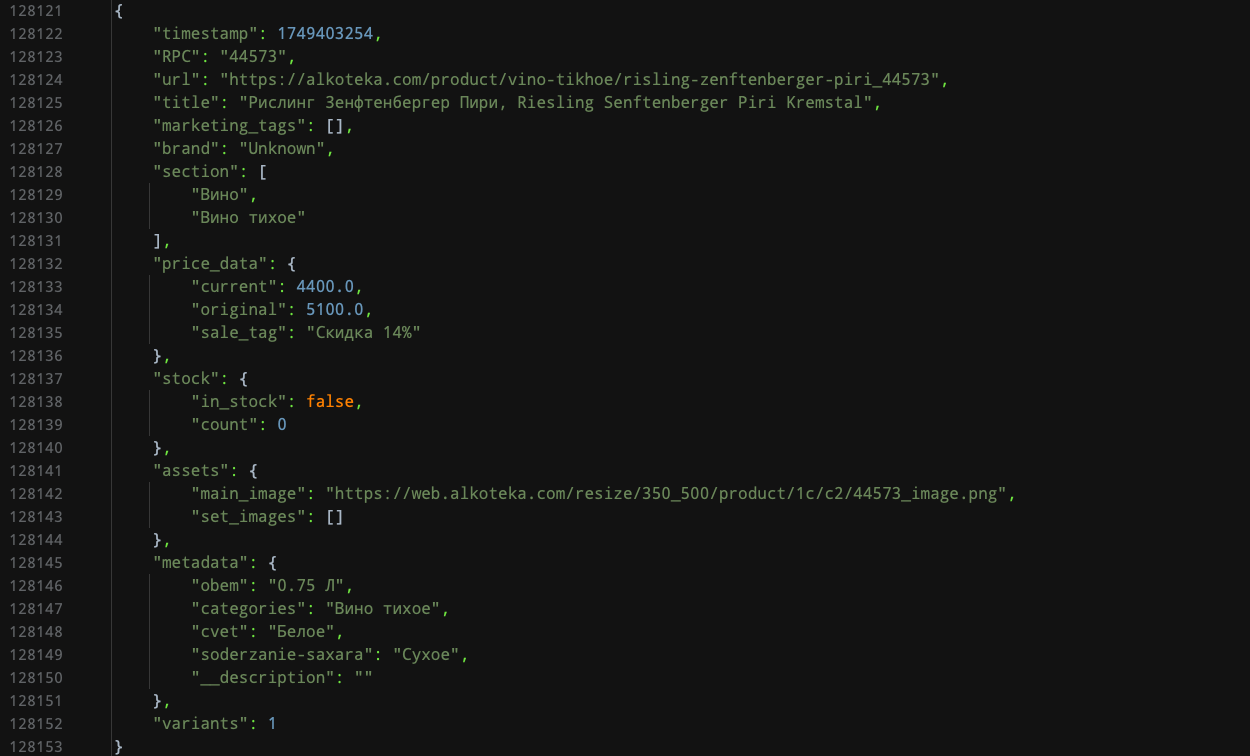 128121 {
128122 "timestamp": 1749403254,
128123 "RPC": "44573",
128124 "url": "https://alkoteka.com/product/vino-tikhoe/risling-zenftenberger-piri_44573",
128125 "title": "Рислинг Зенфтенбергер Пири, Riesling Senftenberger Piri Kremstal",
128126 "marketing_tags": [],
128127 "brand": "Unknown",
128128 "section": [
128129 "Вино",
128130 "Вино тихое"
128131 ],
128132 "price_data": {
128133 "current": 4400.0,
128134 "original": 5100.0,
128135 "sale_tag": "Скидка 14%"
128136 },
128137 "stock": {
128138 "in_stock": false,
128139 "count": 0
128140 },
128141 "assets": {
128142 "main_image": "https://web.alkoteka.com/resize/350_500/product/1c/c2/44573_image.png",
128143 "set_images": []
128144 },
128145 "metadata": {
128146 "obem": "0.75 Л",
128147 "categories": "Вино тихое",
128148 "cvet": "Белое",
128149 "soderzanie-saxara": "Сухое",
128150 "__description": ""
128151 },
128152 "variants": 1
128153 }